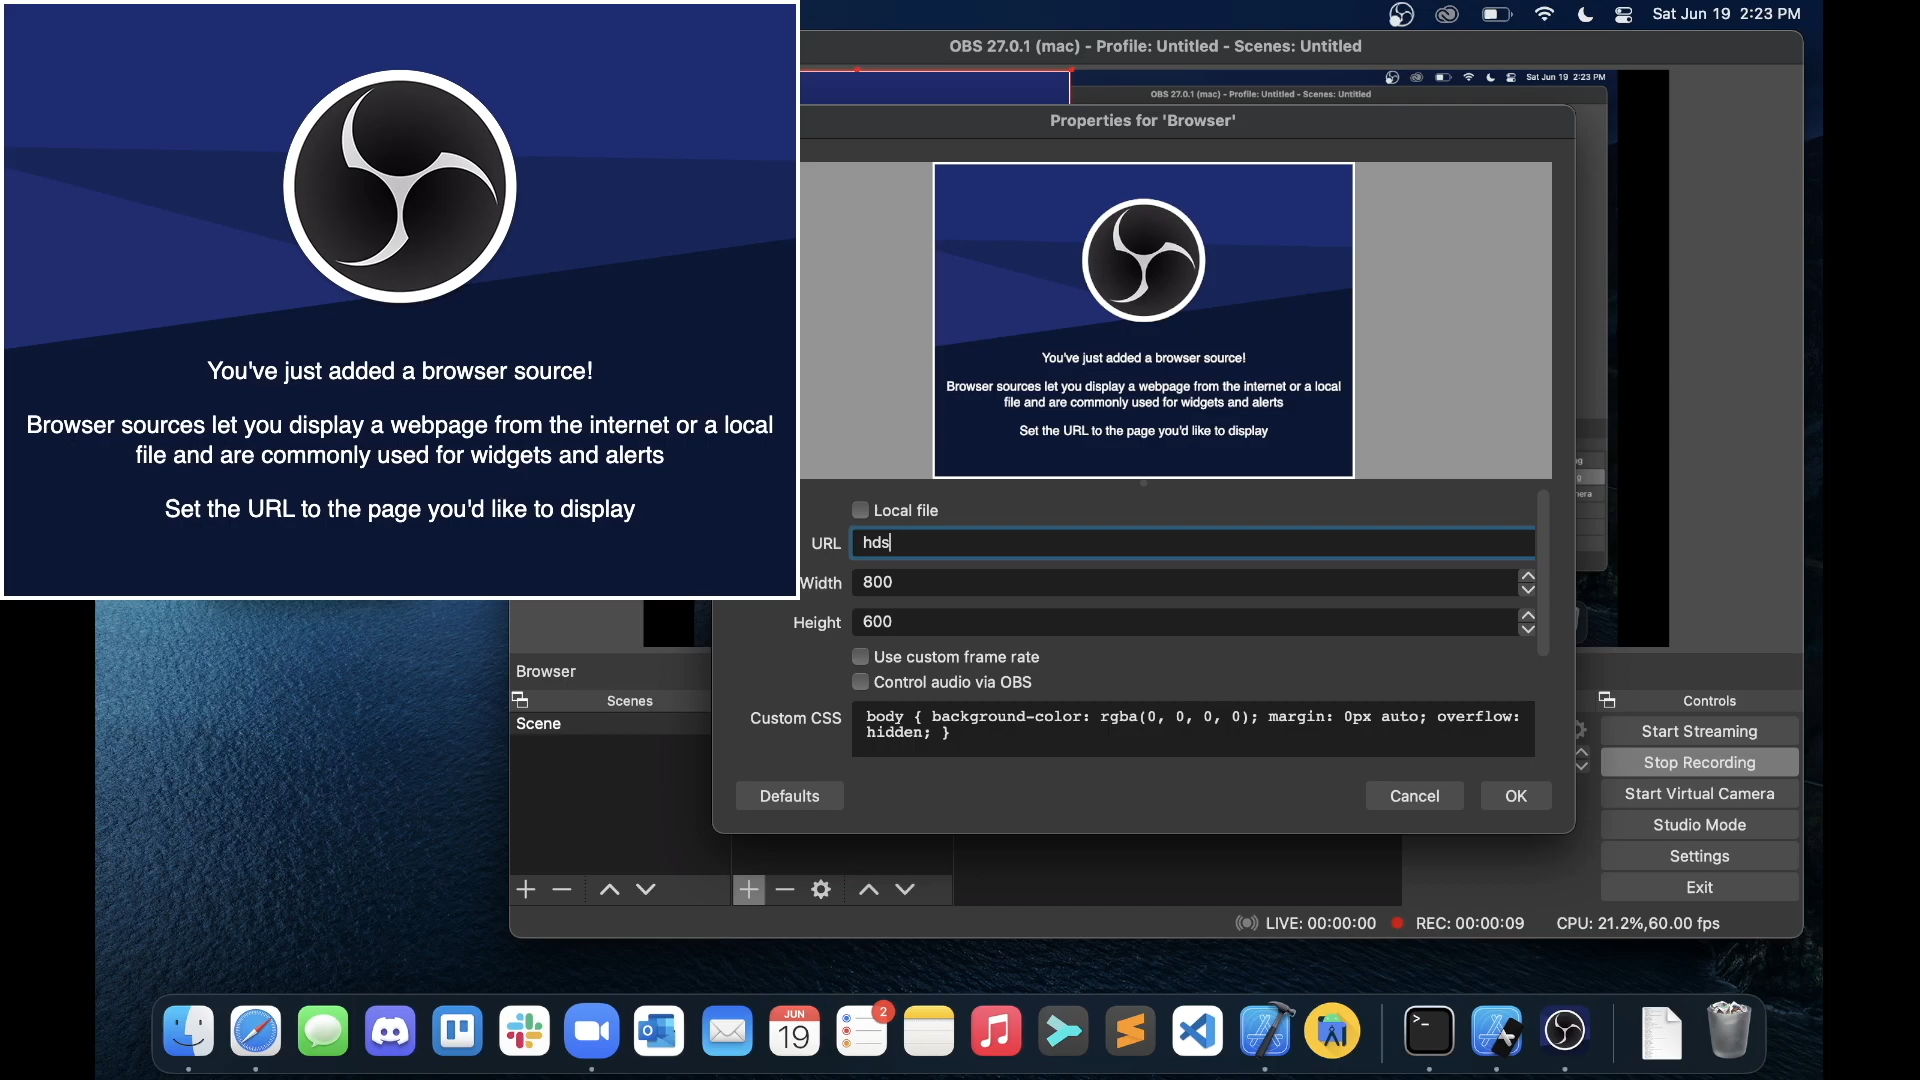 Sat Jun 19 2:23 PM
OBS 27.0.1 (mac) - Profile: Untitled - Scenes: Untitled
Sat Jun 19 2:23 PM
OBS 27.0.1 (mac) - Profile: Untitled - Scenes: Untitled
Properties for 'Browser'
You've just added a browser source!
Browser sources let you display a webpage from the internet or a local
file and are commonly used for widgets and alerts
Set the URL to the page you'd like to display
You've just added a browser source!
Browser sources let you display a webpage from the internet or a local
file and are commonly used for widgets and alerts
Set the URL to the page you'd like to display
Local file
URL hds
Width 800
Height 600
Use custom frame rate
Control audio via OBS
Custom CSS body { background-color: rgba(0, 0, 0, 0); margin: 0px auto; overflow:
hidden; }
Defaults Cancel OK
Browser
Scenes
Scene
Controls
Start Streaming
Stop Recording
Start Virtual Camera
Studio Mode
Settings
Exit
LIVE: 00:00:00 REC: 00:00:09 CPU: 21.2%,60.00 fps
JUN
19
2